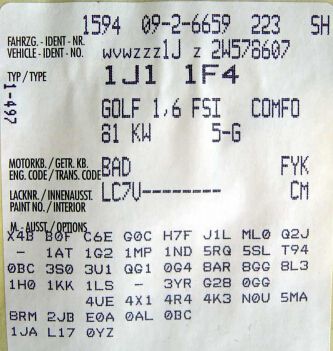 1594 09-2-6659 223 SH
FAHRZG. - IDENT - NR.
VEHICLE - IDENT - NO. WVWZZZ1J Z 2W578607
TYP / TYPE 1J1 1F4
1-497
GOLF 1,6 FSI COMFO
81 KW 5-G
MOTORKB. / GETR. KB.
ENG. CODE / TRANS. CODE BAD FYK
LACKNR. / INNENAUSST.
PAINT NO. / INTERIOR LC7V-------- CM
M. - AUSST. / OPTIONS
X4B B0F C6E G0C H7F J1L ML0 Q2J
- 1AT 1G2 1MP 1ND 5RQ 5SL T94
0BC 3S0 3U1 QG1 0G4 8AR 8GG 8L3
1H0 1KK 1LS - 3YR G28 0GG
4UE 4X1 4R4 4K3 N0U 5MA
8RM 2JB E0A 0AL 0BC
1JA L17 0YZ